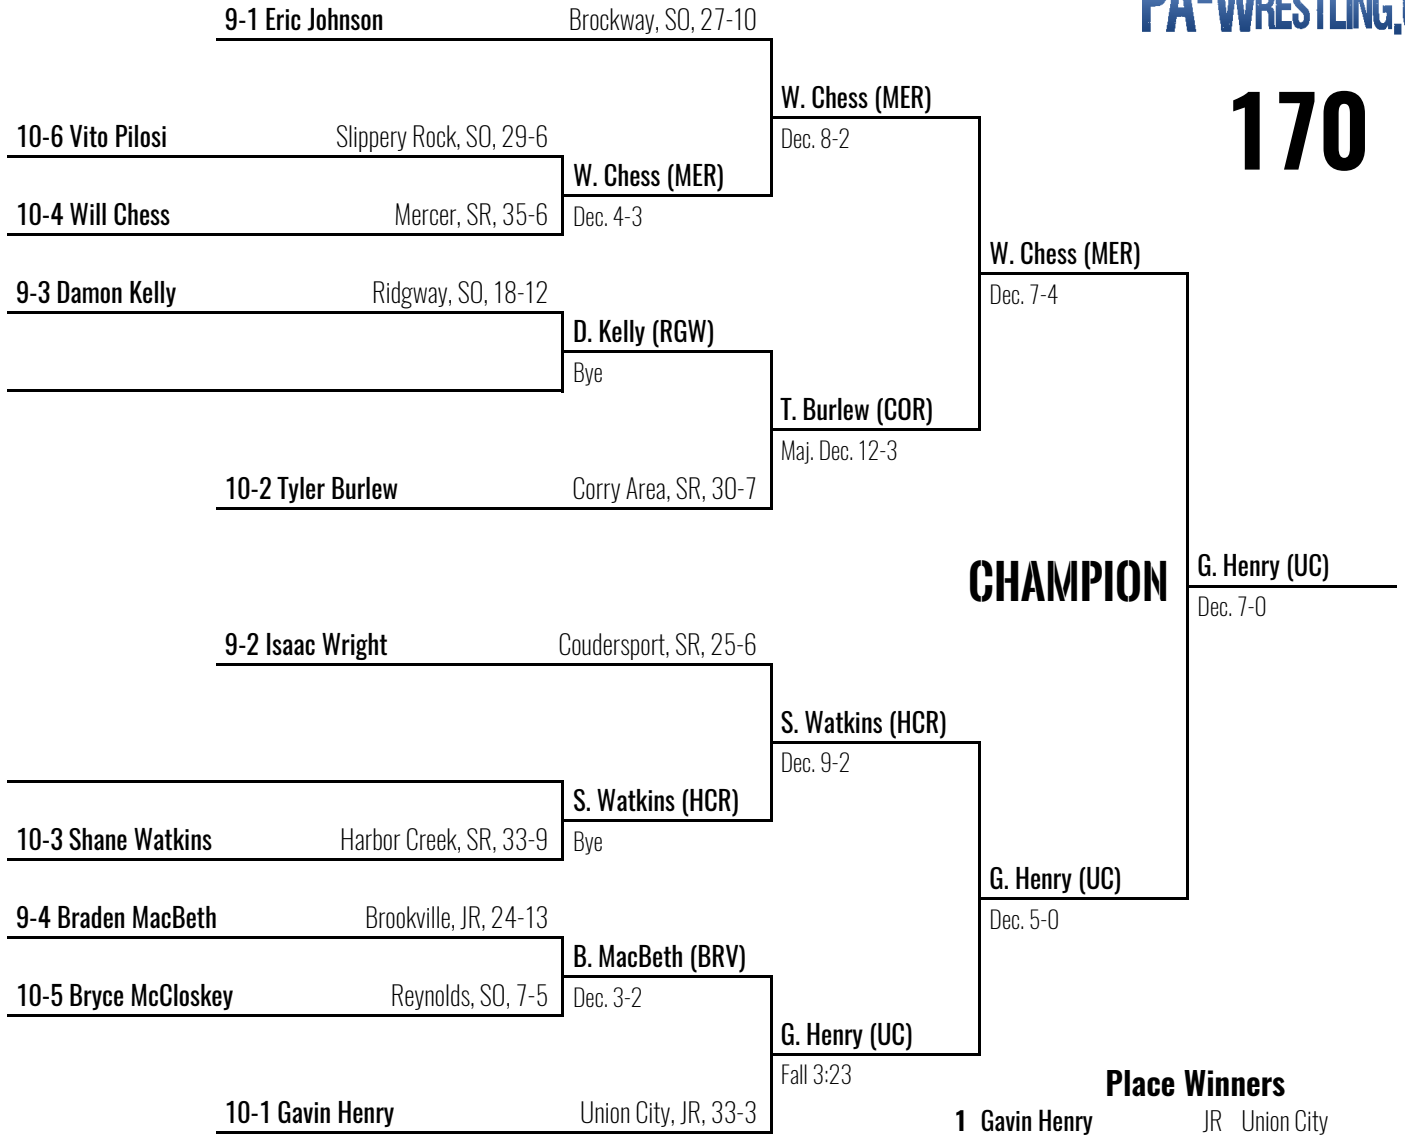 9-1 Eric Johnson Brockway, SO, 27-10
PA-WRESTLING.
W. Chess (MER)
170
10-6 Vito Pilosi Slippery Rock, SO, 29-6
Dec. 8-2
W. Chess (MER)
10-4 Will Chess Mercer, SR, 35-6
Dec. 4-3
W. Chess (MER)
9-3 Damon Kelly Ridgway, SO, 18-12
Dec. 7-4
D. Kelly (RGW)
Bye
T. Burlew (COR)
Maj. Dec. 12-3
10-2 Tyler Burlew Corry Area, SR, 30-7
CHAMPION
G. Henry (UC)
Dec. 7-0
9-2 Isaac Wright Coudersport, SR, 25-6
S. Watkins (HCR)
Dec. 9-2
S. Watkins (HCR)
10-3 Shane Watkins Harbor Creek, SR, 33-9
Bye
G. Henry (UC)
9-4 Braden MacBeth Brookville, JR, 24-13
Dec. 5-0
B. MacBeth (BRV)
10-5 Bryce McCloskey Reynolds, SO, 7-5
Dec. 3-2
G. Henry (UC)
Fall 3:23
Place Winners
10-1 Gavin Henry Union City, JR, 33-3
1 Gavin Henry JR Union City